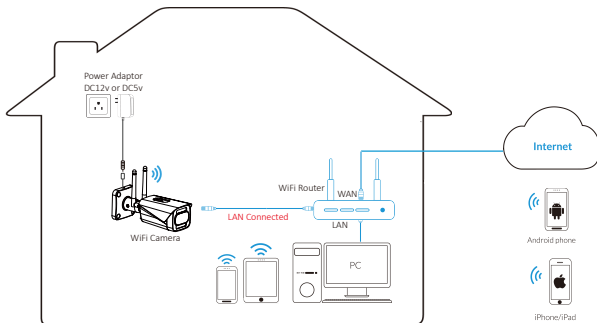 Power Adaptor
DC12v or DC5v
Internet
WiFi Router
WAN
LAN Connected
LAN
WiFi Camera
Android phone
PC
iPhone/iPad